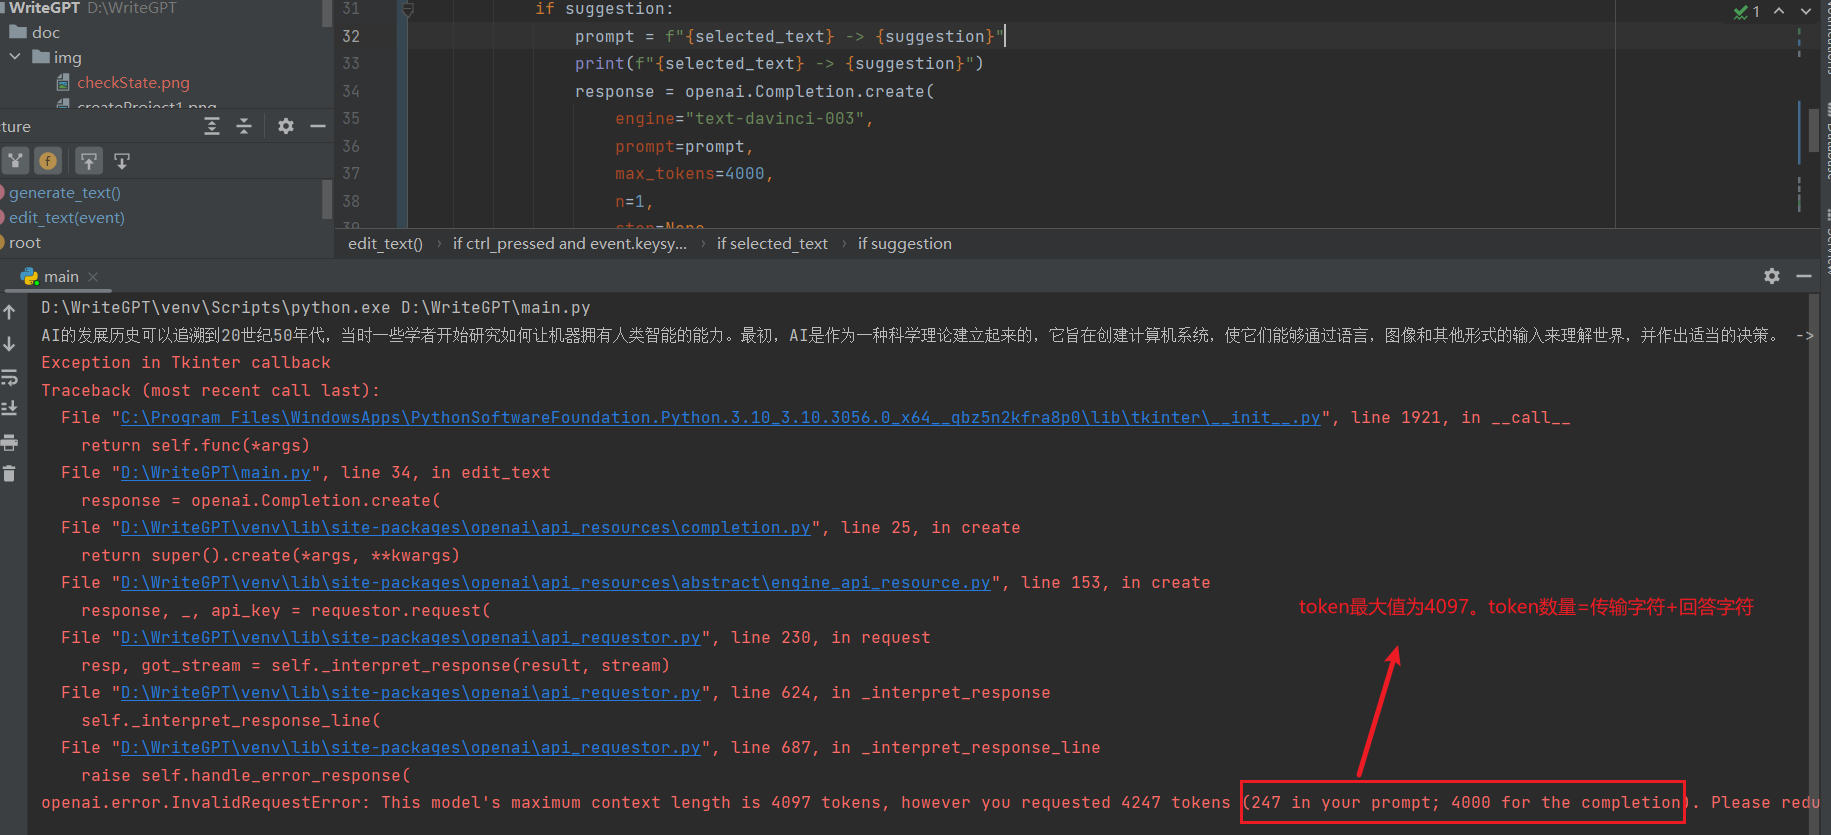 WriteGPT D:\WriteGPT
doc
img
checkState.png
createProject1.png
ture
generate_text()
edit_text(event)
root
31 if suggestion:
32 prompt = f"{selected_text} -> {suggestion}"
33 print(f"{selected_text} -> {suggestion}")
34 response = openai.Completion.create(
35 engine="text-davinci-003",
36 prompt=prompt,
37 max_tokens=4000,
38 n=1,
39 stop=None
1
edit_text() › if ctrl_pressed and event.keysy... › if selected_text › if suggestion
main
D:\WriteGPT\venv\Scripts\python.exe D:\WriteGPT\main.py
AI的发展历史可以追溯到20世纪50年代，当时一些学者开始研究如何让机器拥有人类智能的能力。最初，AI是作为一种科学理论建立起来的，它旨在创建计算机系统，使它们能够通过语言，图像和其他形式的输入来理解世界，并作出适当的决策。 ->
Exception in Tkinter callback
Traceback (most recent call last):
File "C:\Program Files\WindowsApps\PythonSoftwareFoundation.Python.3.10_3.10.3056.0_x64__qbz5n2kfra8p0\lib\tkinter\__init__.py", line 1921, in __call__
return self.func(*args)
File "D:\WriteGPT\main.py", line 34, in edit_text
response = openai.Completion.create(
File "D:\WriteGPT\venv\lib\site-packages\openai\api_resources\completion.py", line 25, in create
return super().create(*args, **kwargs)
File "D:\WriteGPT\venv\lib\site-packages\openai\api_resources\abstract\engine_api_resource.py", line 153, in create
response, _, api_key = requestor.request(
File "D:\WriteGPT\venv\lib\site-packages\openai\api_requestor.py", line 230, in request
resp, got_stream = self._interpret_response(result, stream)
File "D:\WriteGPT\venv\lib\site-packages\openai\api_requestor.py", line 624, in _interpret_response
self._interpret_response_line(
File "D:\WriteGPT\venv\lib\site-packages\openai\api_requestor.py", line 687, in _interpret_response_line
raise self.handle_error_response(
openai.error.InvalidRequestError: This model's maximum context length is 4097 tokens, however you requested 4247 tokens (247 in your prompt; 4000 for the completion). Please redu
token最大值为4097。token数量=传输字符+回答字符